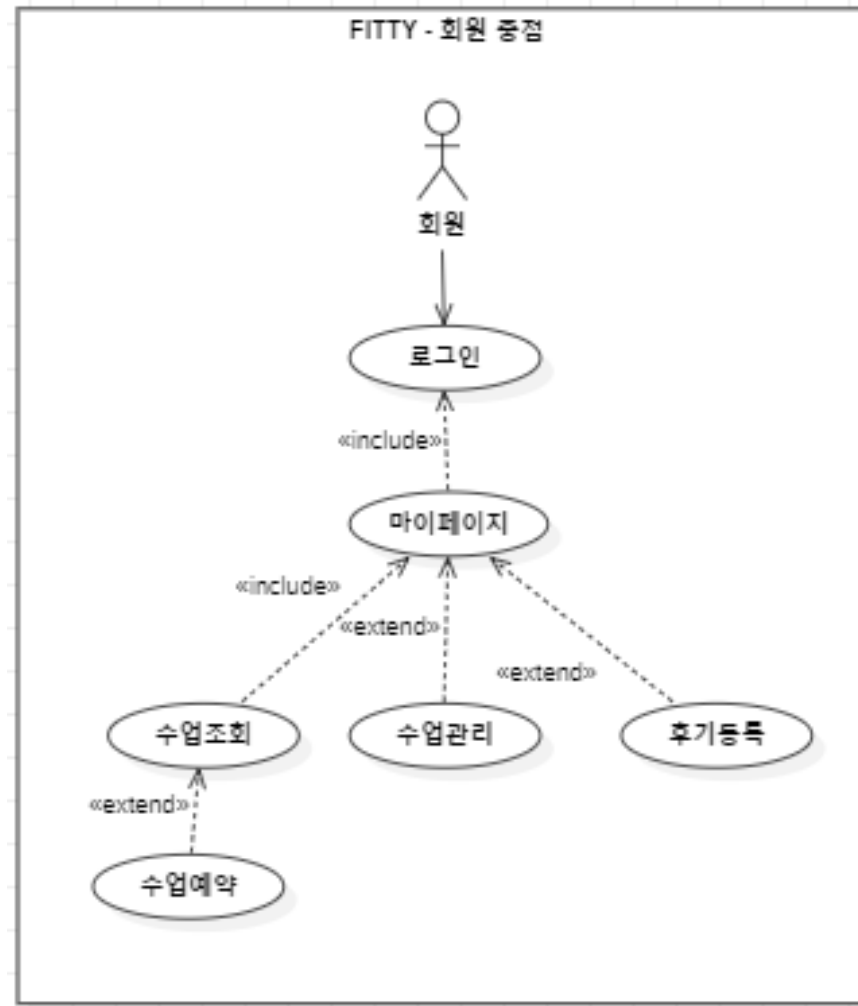 FITTY - 회원 중점
회원
로그인
«include»
마이페이지
«include»
«extend»
«extend»
수업조회
수업관리
후기등록
«extend»
수업예약